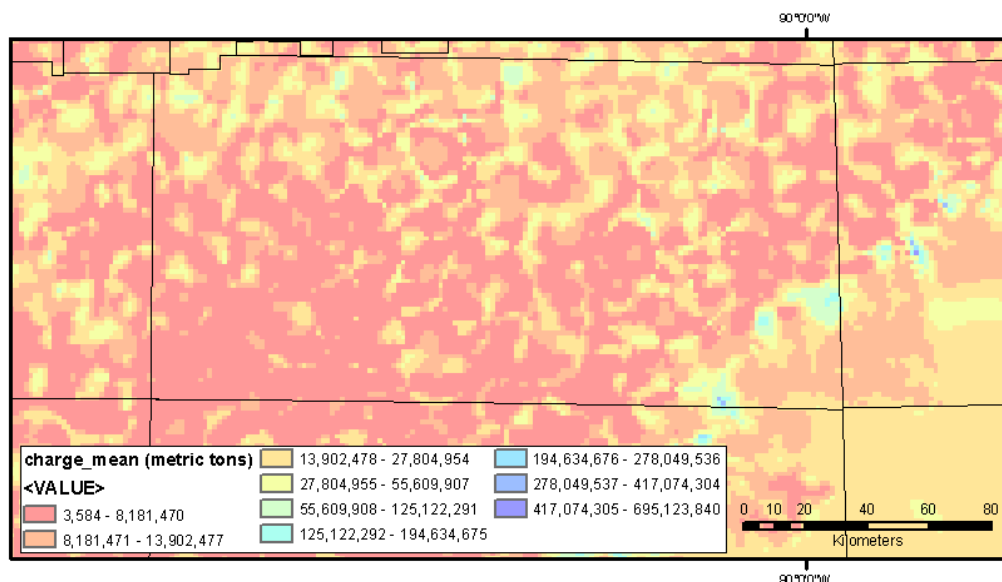 90°0'0"W
charge_mean (metric tons)
<VALUE>
3,584 - 8,181,470
8,181,471 - 13,902,477
13,902,478 - 27,804,954
27,804,955 - 55,609,907
55,609,908 - 125,122,291
125,122,292 - 194,634,675
194,634,676 - 278,049,536
278,049,537 - 417,074,304
417,074,305 - 695,123,840
0 10 20 40 60 80
Kilometers
90°0'0"W